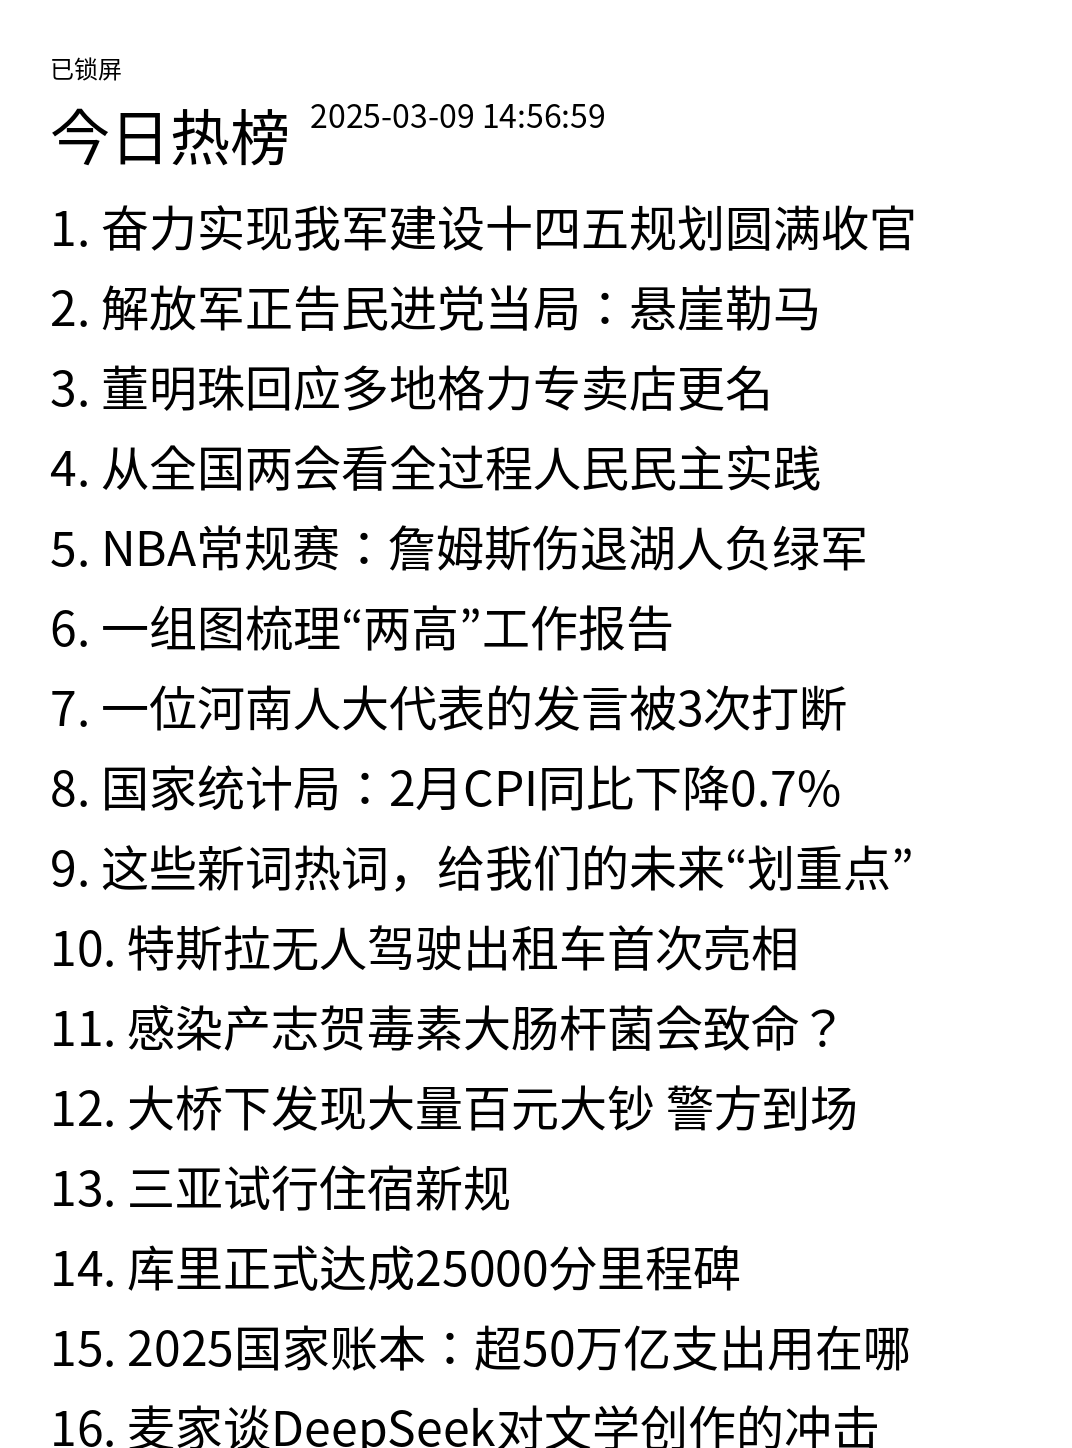 已锁屏
今日热榜 2025-03-09 14:56:59
1. 奋力实现我军建设十四五规划圆满收官
2. 解放军正告民进党当局：悬崖勒马
3. 董明珠回应多地格力专卖店更名
4. 从全国两会看全过程人民民主实践
5. NBA常规赛：詹姆斯伤退湖人负绿军
6. 一组图梳理“两高”工作报告
7. 一位河南人大代表的发言被3次打断
8. 国家统计局：2月CPI同比下降0.7%
9. 这些新词热词，给我们的未来“划重点”
10. 特斯拉无人驾驶出租车首次亮相
11. 感染产志贺毒素大肠杆菌会致命？
12. 大桥下发现大量百元大钞 警方到场
13. 三亚试行住宿新规
14. 库里正式达成25000分里程碑
15. 2025国家账本：超50万亿支出用在哪
16. 麦家谈DeepSeek对文学创作的冲击